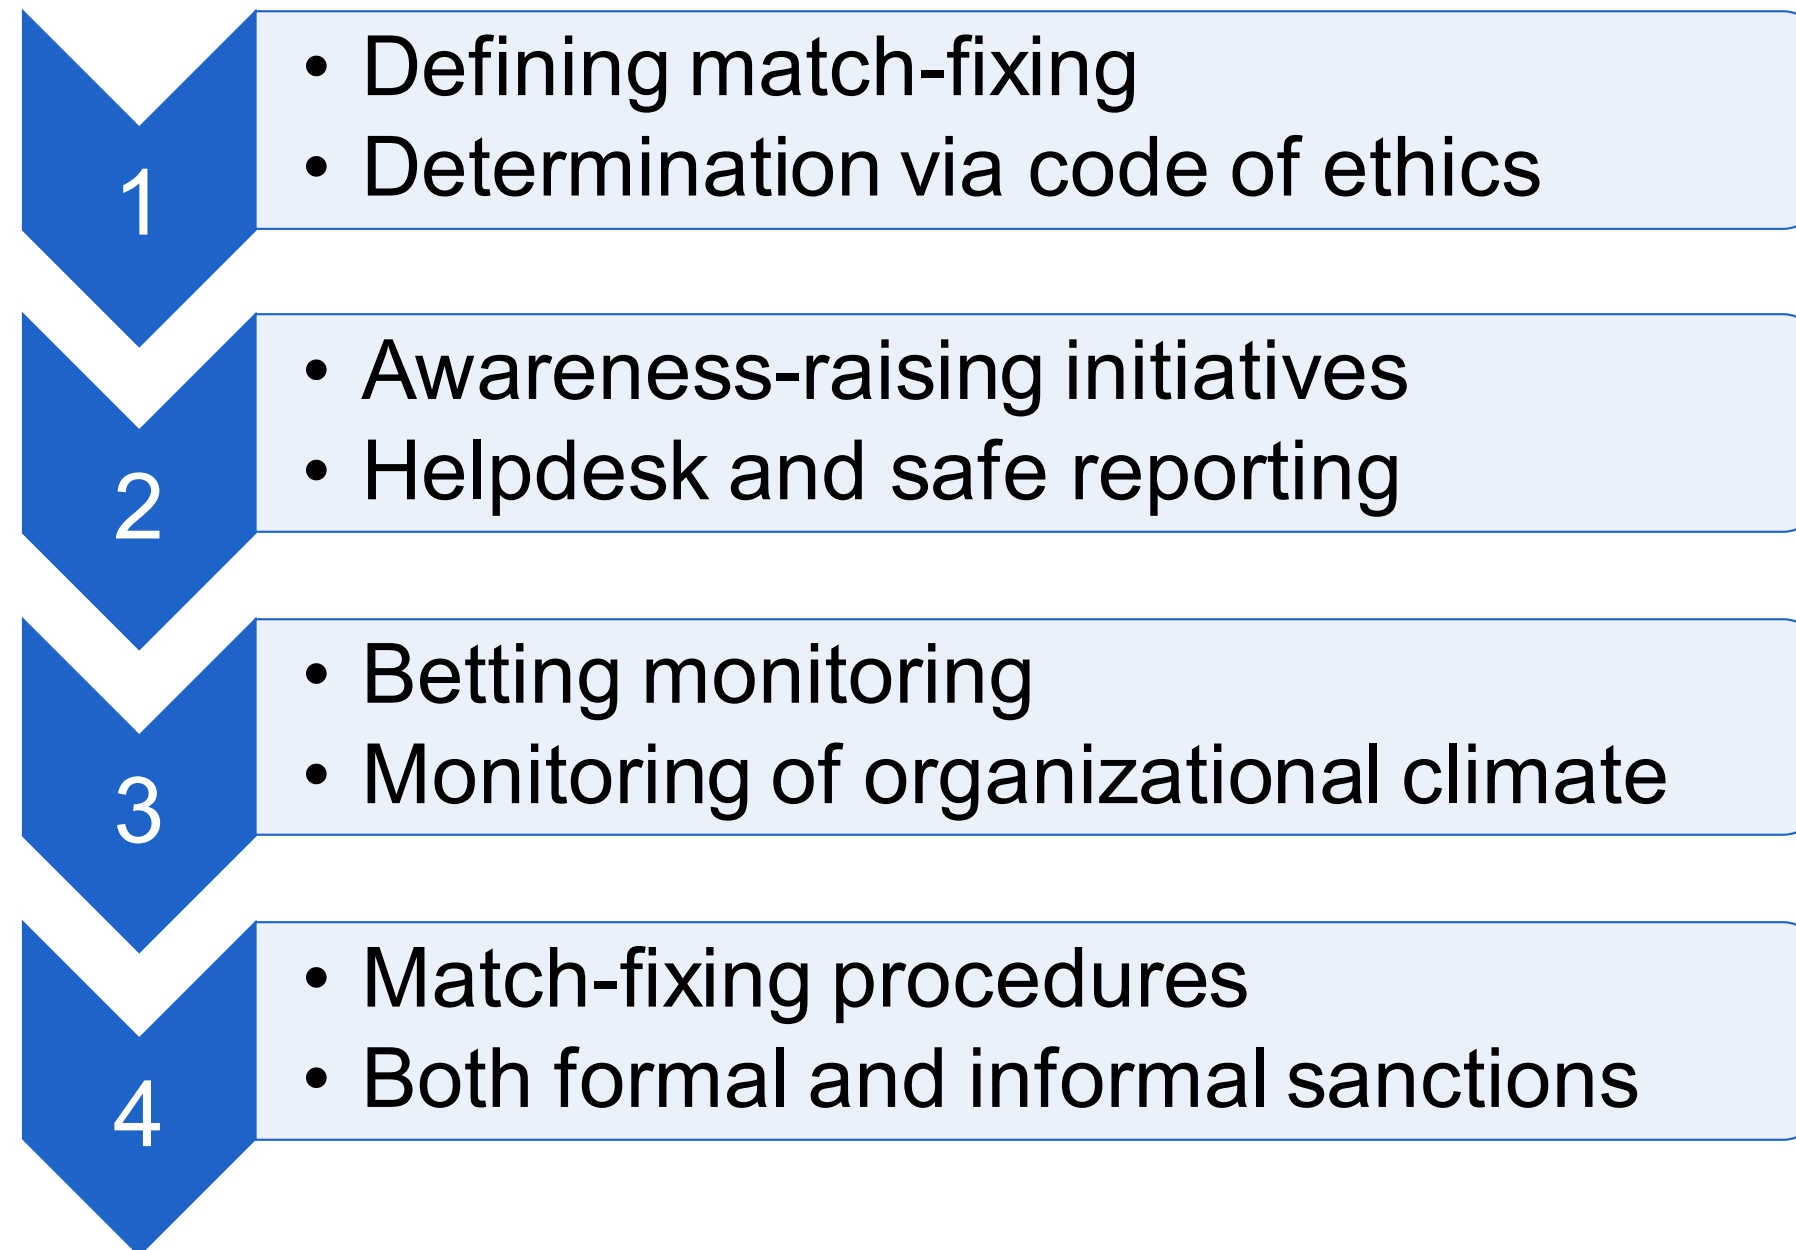 1
• Defining match-fixing
• Determination via code of ethics
2
• Awareness-raising initiatives
• Helpdesk and safe reporting
3
• Betting monitoring
• Monitoring of organizational climate
4
• Match-fixing procedures
• Both formal and informal sanctions